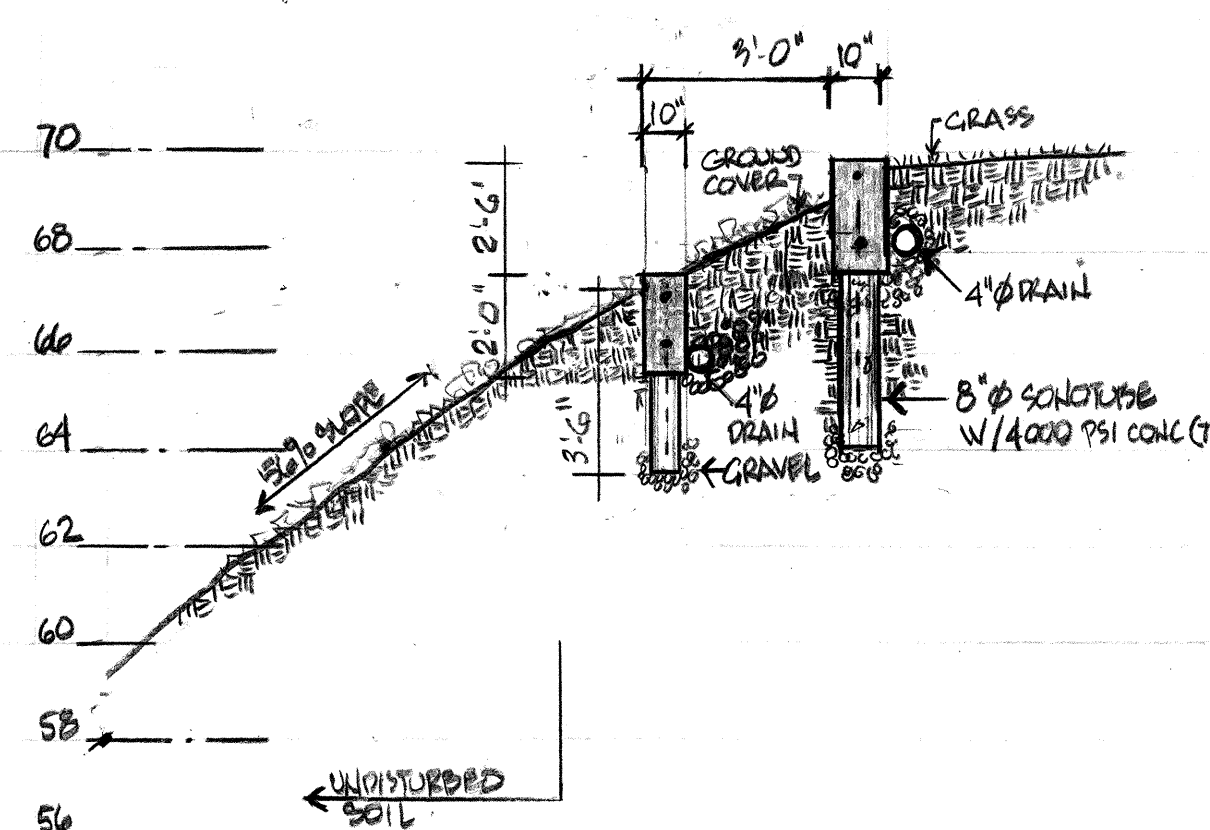 3'-0" 10"
10"
GRASS
70
GROUND
COVER
2'-6"
68
4"Ø DRAIN
2'-0"
66
56% SLOPE
3'-6"
4"Ø
DRAIN
GRAVEL
8"Ø SONOTUBE
W/4000 PSI CONC (T
64
62
60
58
UNDISTURBED
SOIL
56